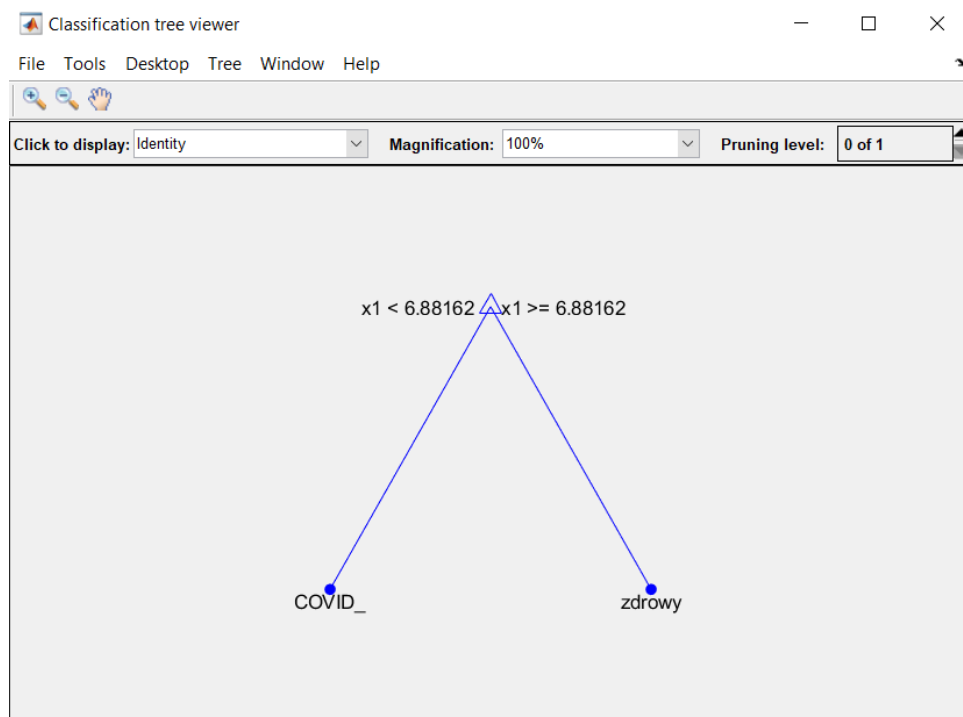 Classification tree viewer
File Tools Desktop Tree Window Help
Click to display: Identity Magnification: 100% Pruning level: 0 of 1
x1 < 6.88162 x1 >= 6.88162
COVID_ zdrowy